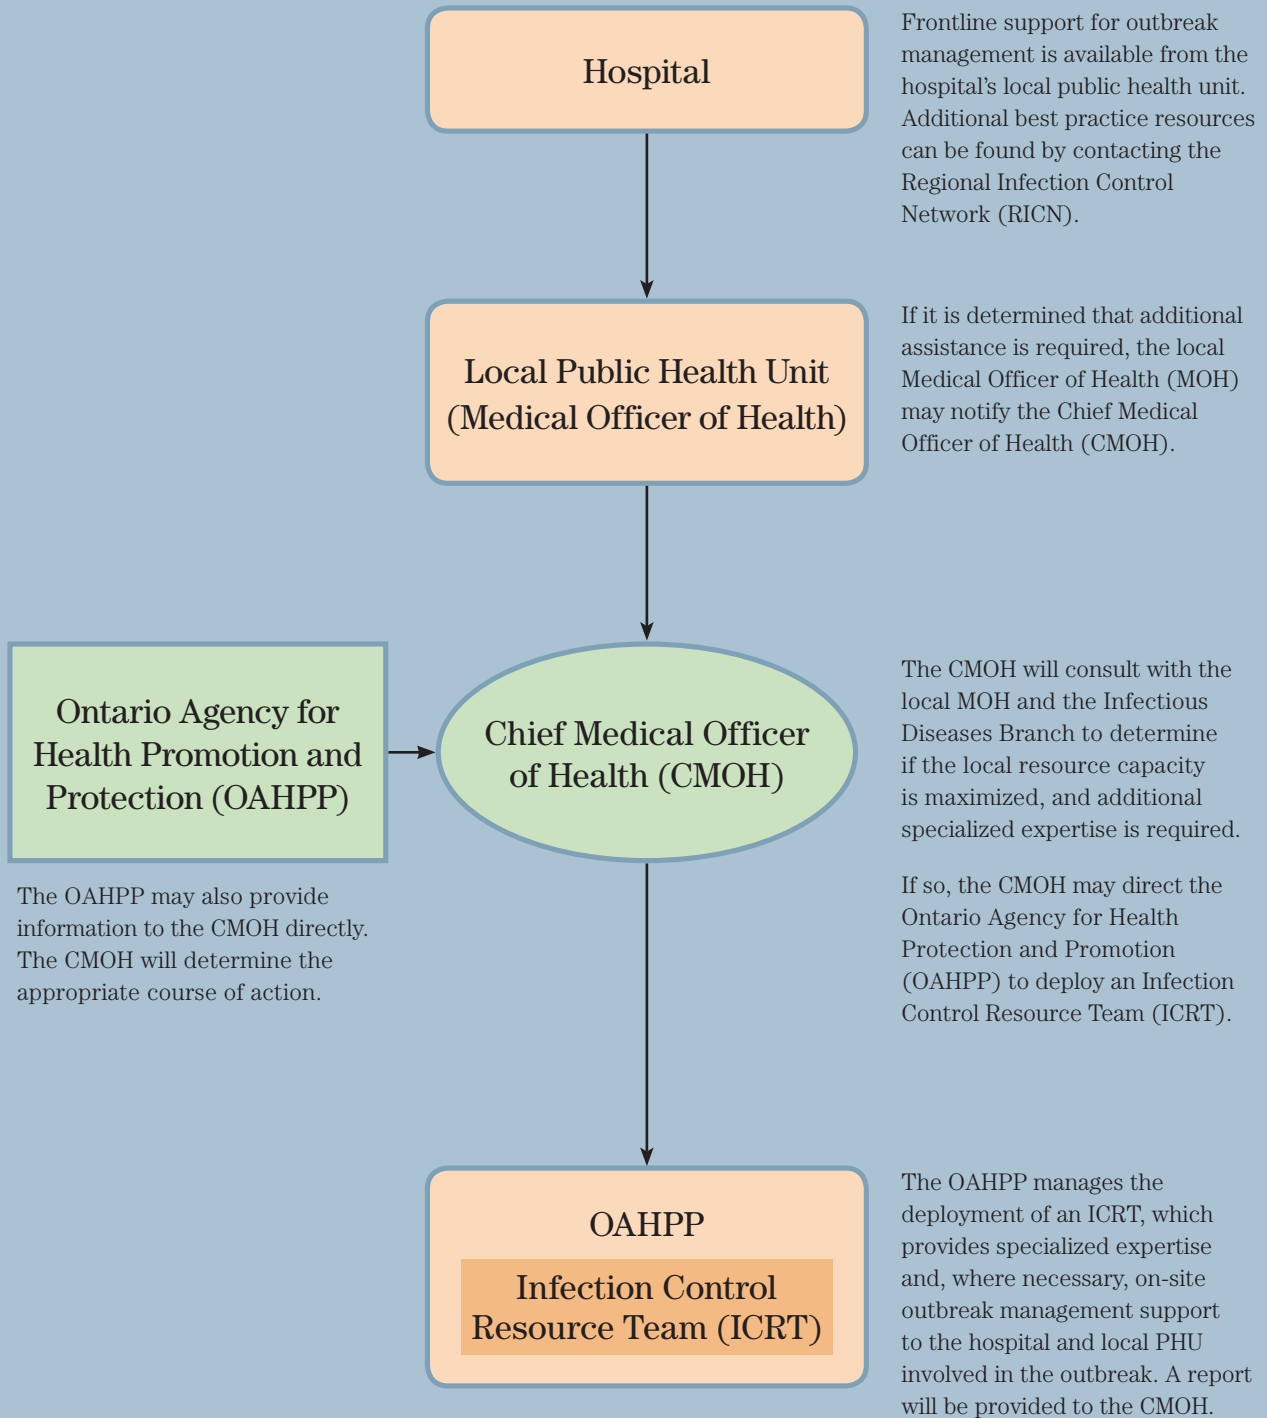 Hospital
Frontline support for outbreak
management is available from the
hospital's local public health unit.
Additional best practice resources
can be found by contacting the
Regional Infection Control
Network (RICN).
Local Public Health Unit
(Medical Officer of Health)
If it is determined that additional
assistance is required, the local
Medical Officer of Health (MOH)
may notify the Chief Medical
Officer of Health (CMOH).
Ontario Agency for
Health Promotion and
Protection (OAHPP)
The OAHPP may also provide
information to the CMOH directly.
The CMOH will determine the
appropriate course of action.
Chief Medical Officer
of Health (CMOH)
The CMOH will consult with the
local MOH and the Infectious
Diseases Branch to determine
if the local resource capacity
is maximized, and additional
specialized expertise is required.
If so, the CMOH may direct the
Ontario Agency for Health
Protection and Promotion
(OAHPP) to deploy an Infection
Control Resource Team (ICRT).
OAHPP
Infection Control
Resource Team (ICRT)
The OAHPP manages the
deployment of an ICRT, which
provides specialized expertise
and, where necessary, on-site
outbreak management support
to the hospital and local PHU
involved in the outbreak. A report
will be provided to the CMOH.